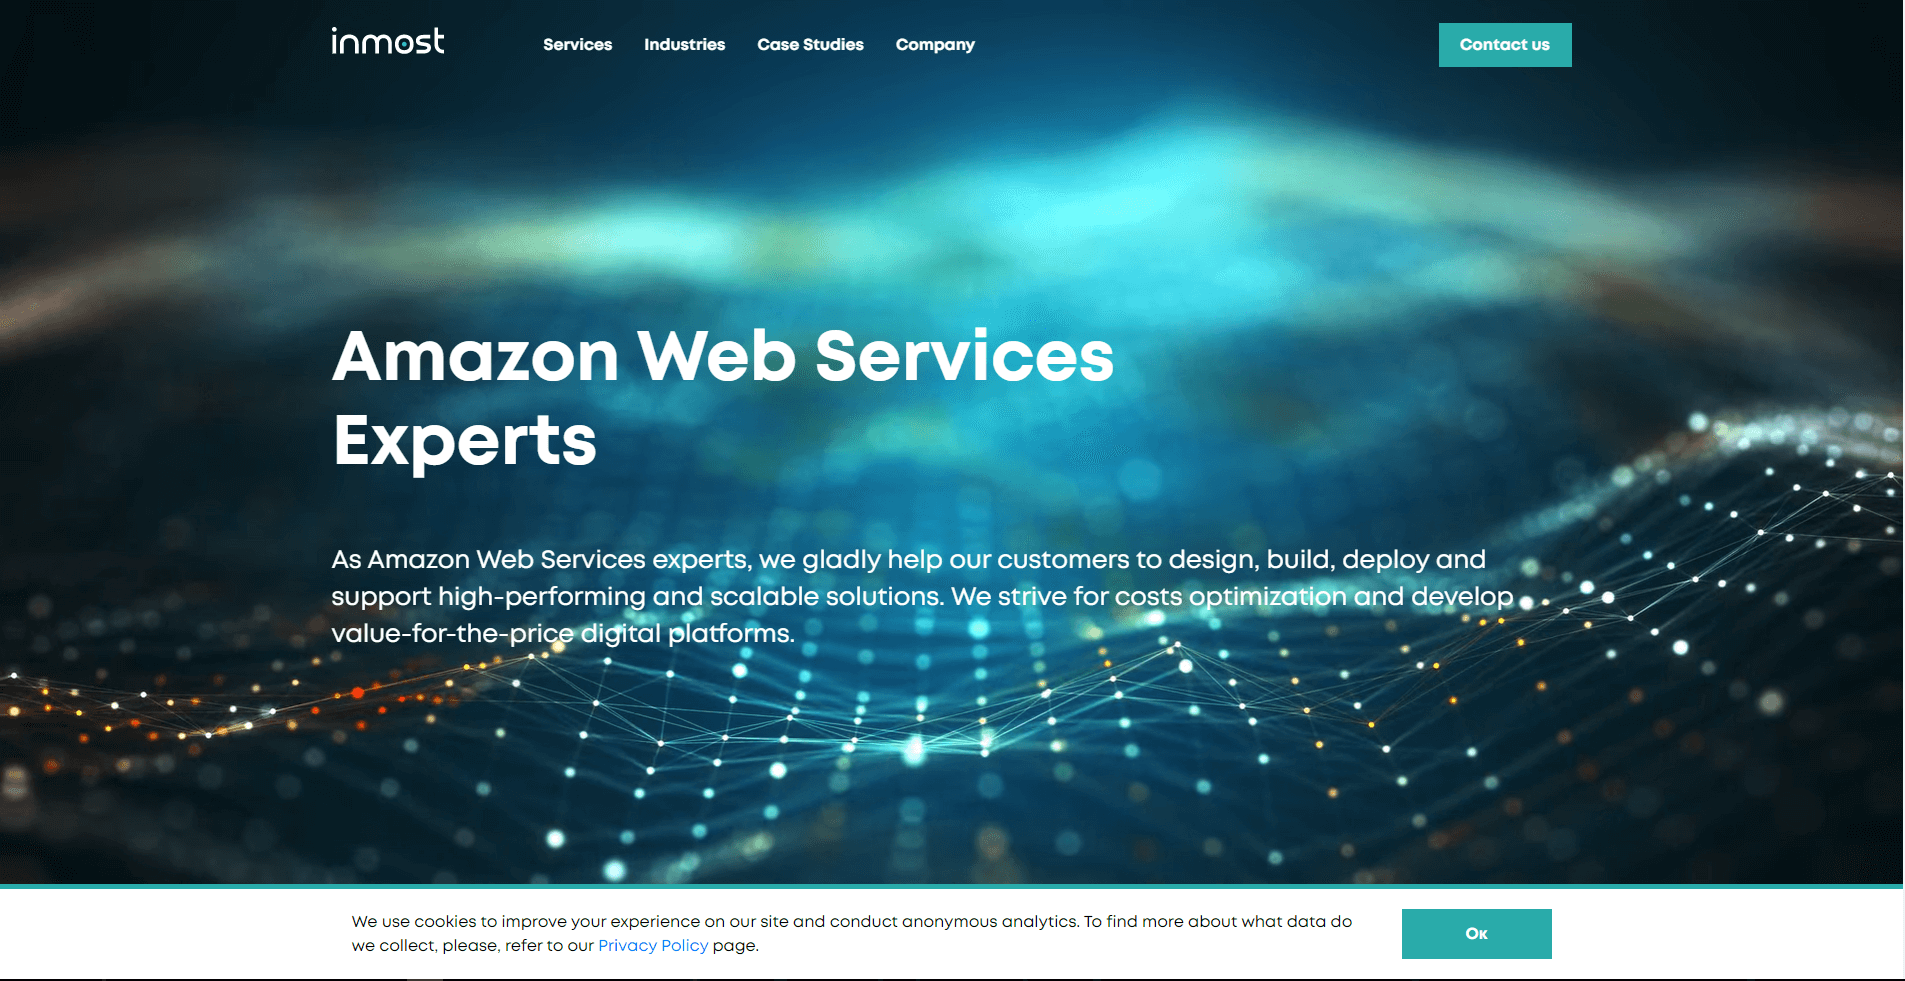 inmost
Services
Industries
Case Studies
Company
Contact us
Amazon Web Services
Experts
As Amazon Web Services experts, we gladly help our customers to design, build, deploy and
support high-performing and scalable solutions. We strive for costs optimization and develop
value-for-the-price digital platforms.
We use cookies to improve your experience on our site and conduct anonymous analytics. To find more about what data do
we collect, please, refer to our Privacy Policy page.
Ок